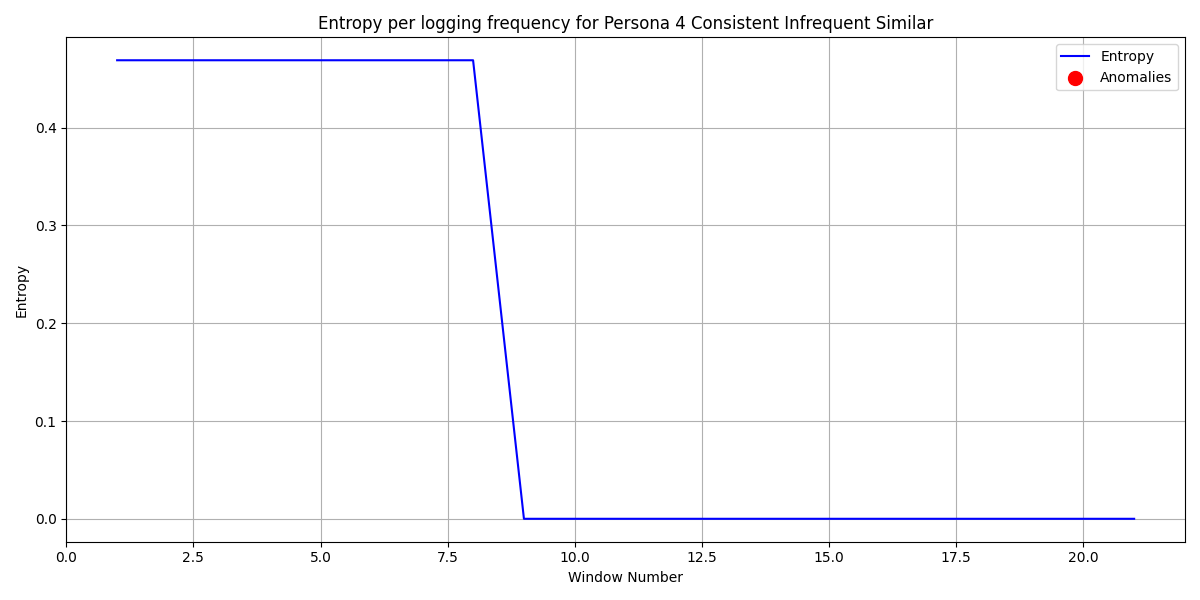 Entropy per logging frequency for Persona 4 Consistent Infrequent Similar
Entropy
Anomalies
0.4
0.3
0.2
0.1
0.0
Entropy
0.0 2.5 5.0 7.5 10.0 12.5 15.0 17.5 20.0
Window Number